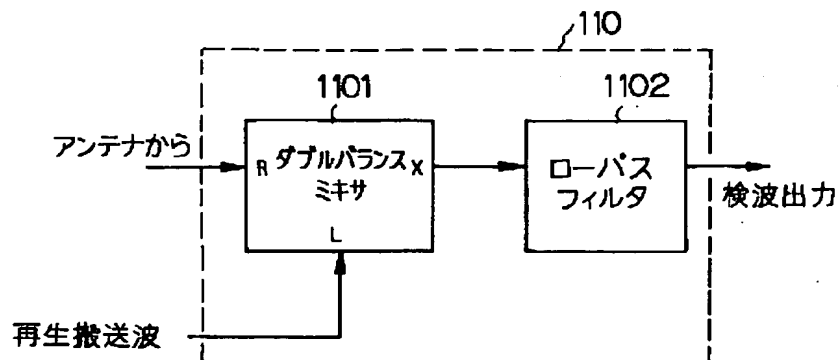 110
1101
1102
アンテナから
R ダブルバランス X
ミキサ
L
ローパス
フィルタ
検波出力
再生搬送波